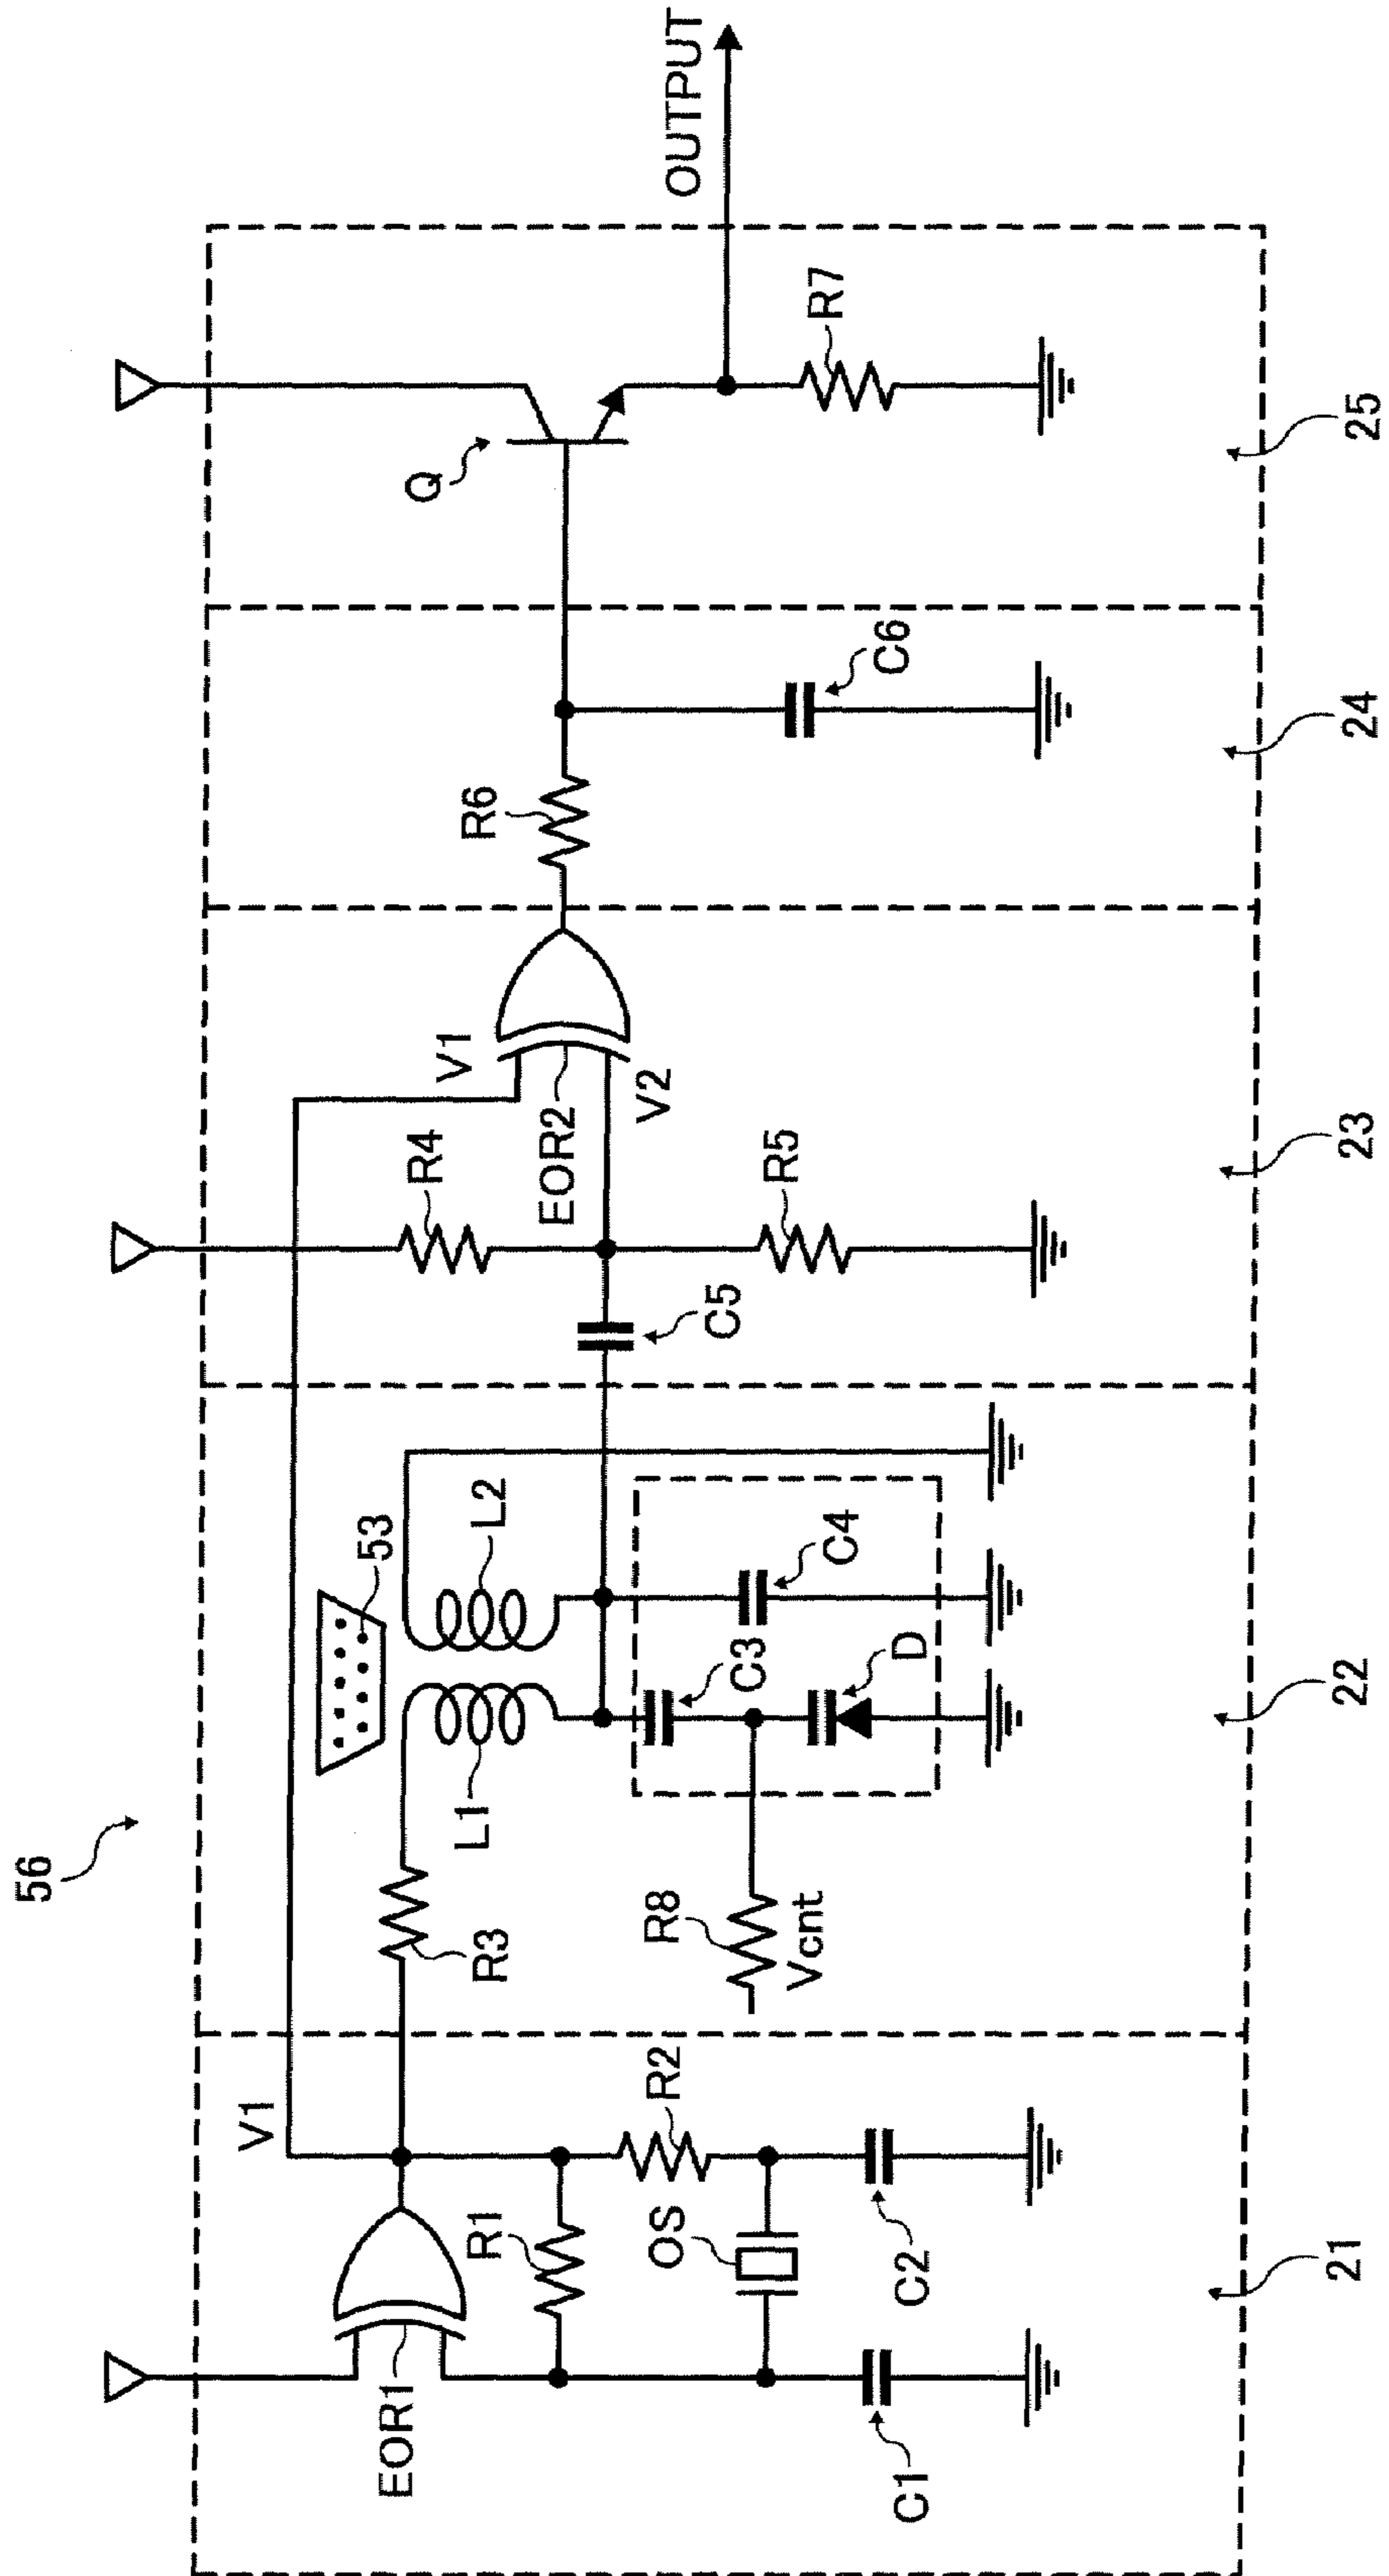 56
V1
EOR1
R1
R2
OS
C1
C2
21
R3
L1
L2
53
C3
C4
D
R8
Vcnt
22
C5
R4
R5
V1
V2
EOR2
23
R6
C6
24
Q
R7
25
OUTPUT